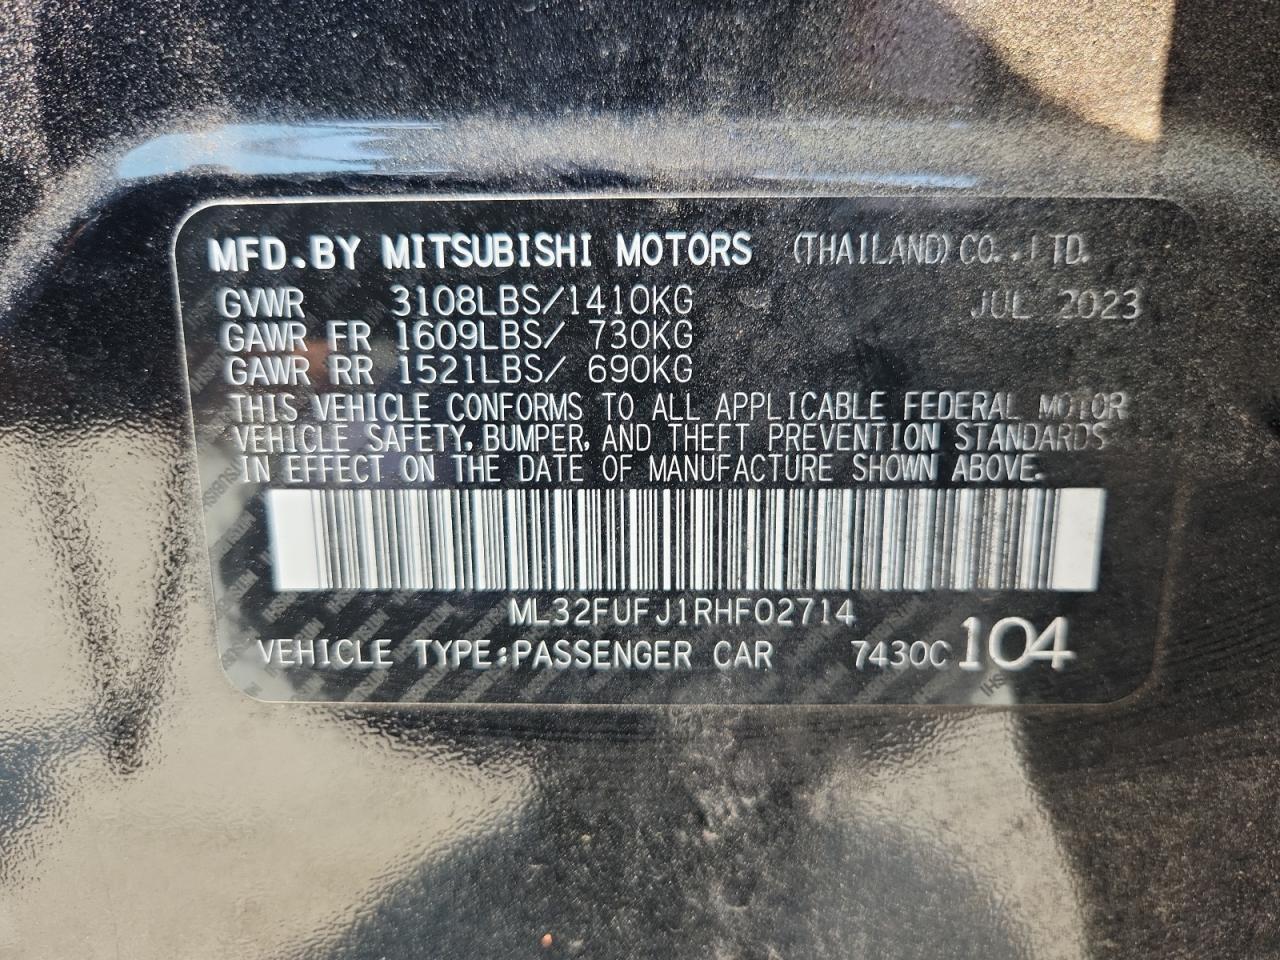 MFD.BY MITSUBISHI MOTORS (THAILAND) CO.,LTD.
GVWR 3108LBS/1410KG JUL 2023
GAWR FR 1609LBS/ 730KG
GAWR RR 1521LBS/ 690KG
THIS VEHICLE CONFORMS TO ALL APPLICABLE FEDERAL MOTOR
VEHICLE SAFETY, BUMPER, AND THEFT PREVENTION STANDARDS
IN EFFECT ON THE DATE OF MANUFACTURE SHOWN ABOVE.
ML32FUFJ1RHF02714
VEHICLE TYPE:PASSENGER CAR 7430C 104